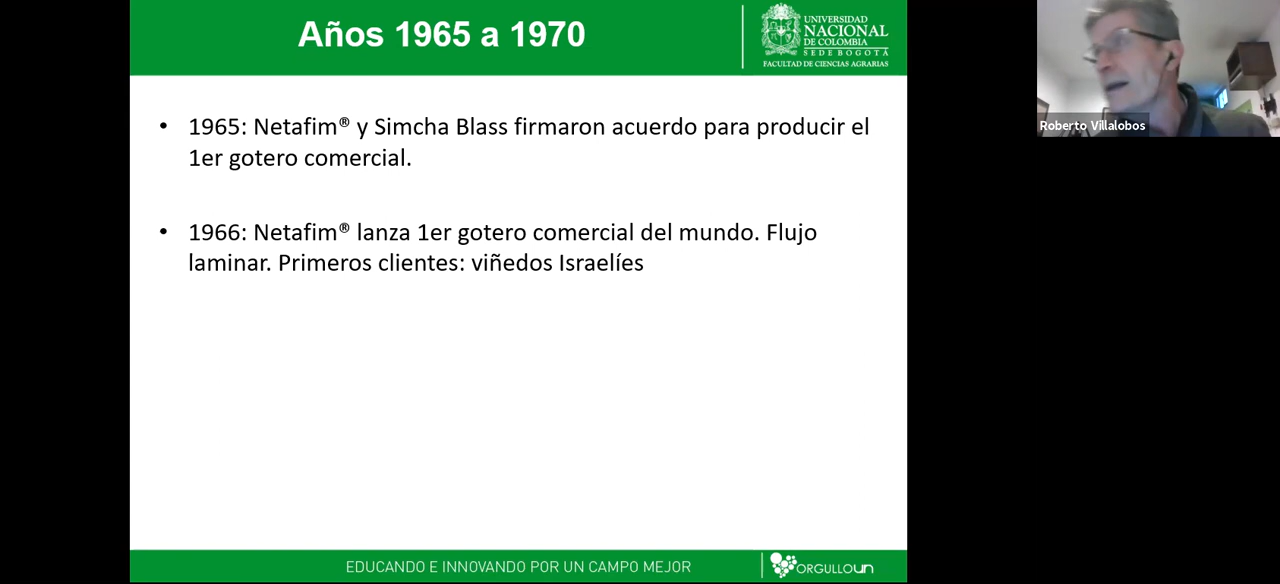 Años 1965 a 1970
UNIVERSIDAD
NACIONAL
DE COLOMBIA
SEDE BOGOTÁ
FACULTAD DE CIENCIAS AGRARIAS
Roberto Villalobos
• 1965: Netafim® y Simcha Blass firmaron acuerdo para producir el
1er gotero comercial.
• 1966: Netafim® lanza 1er gotero comercial del mundo. Flujo
laminar. Primeros clientes: viñedos Israelíes
EDUCANDO E INNOVANDO POR UN CAMPO MEJOR
ORGULLOUN